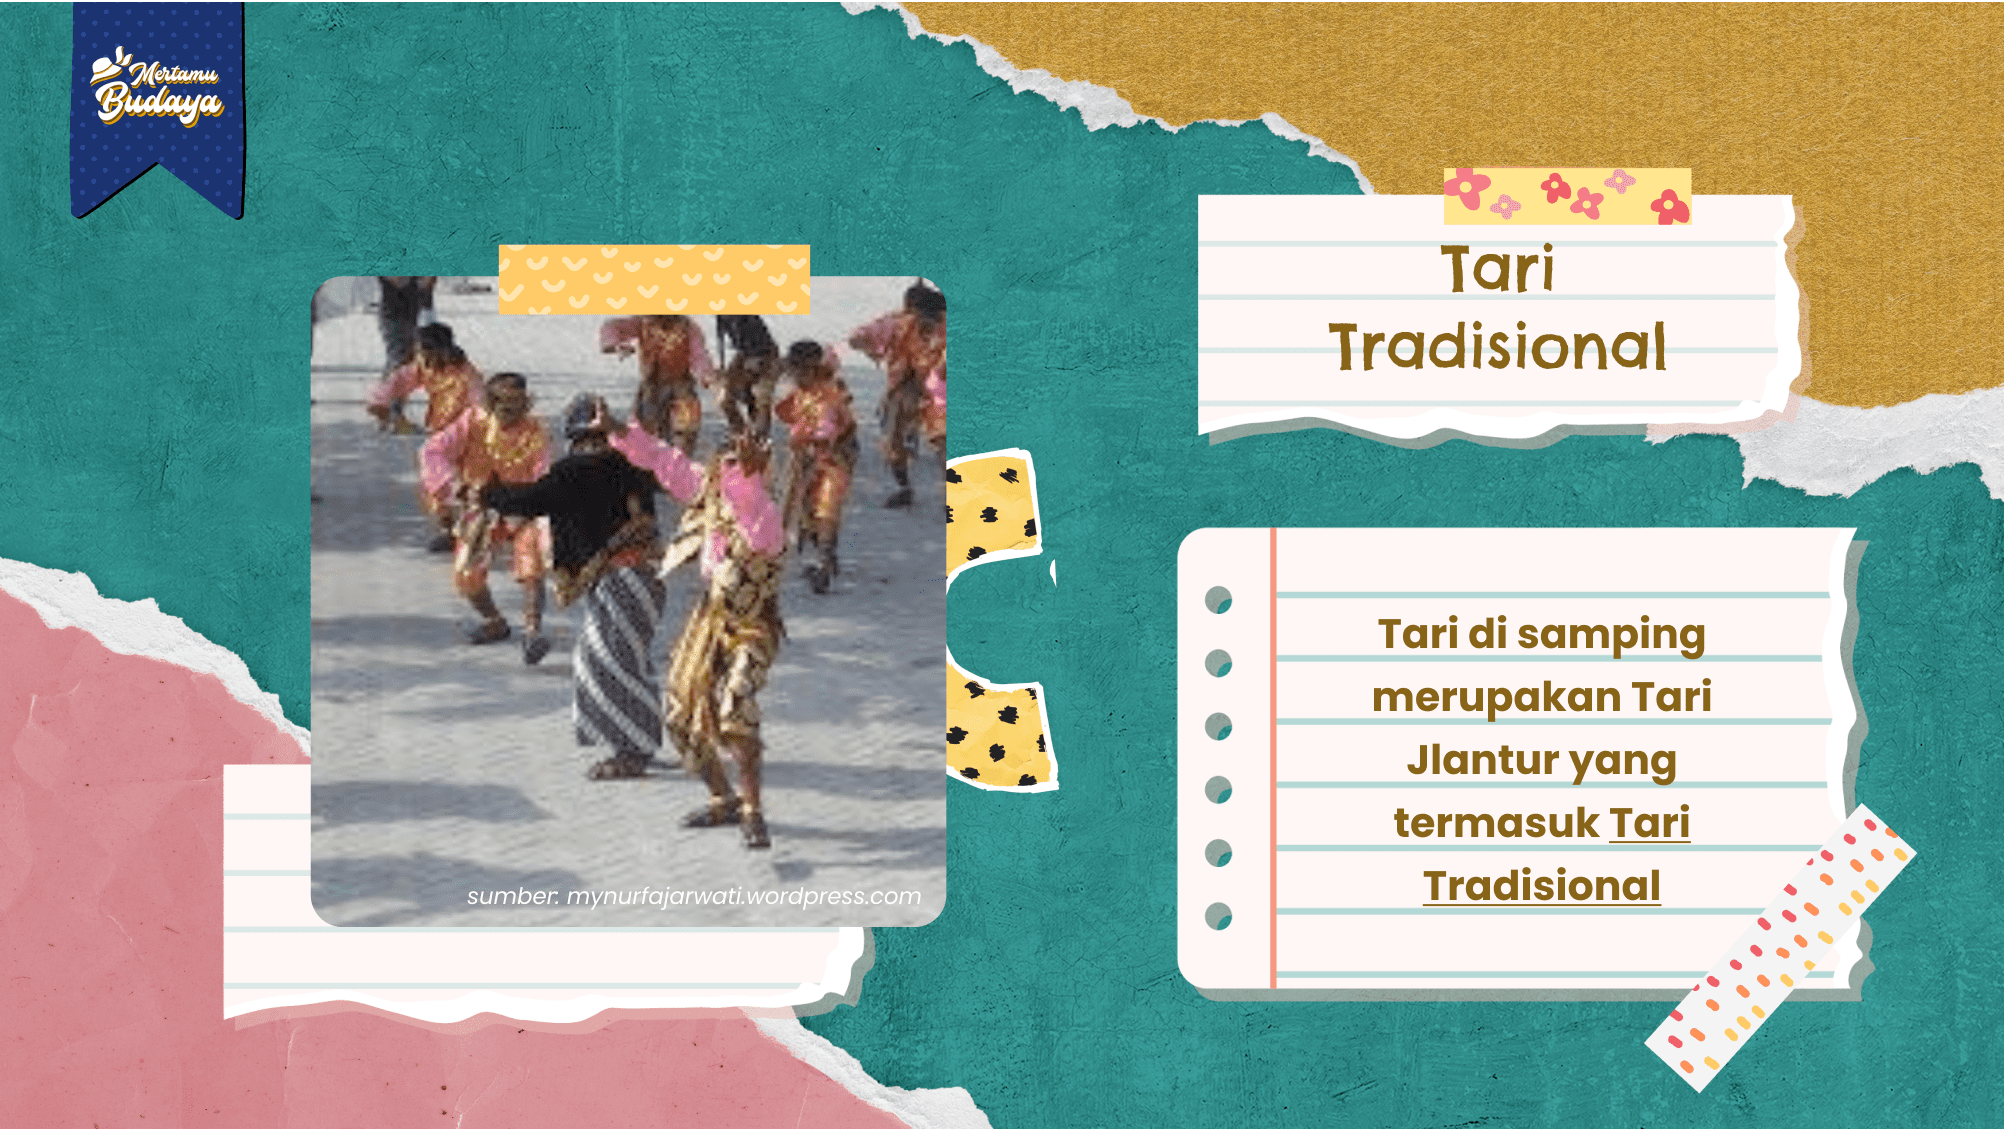 Mertamu
Budaya
Tari
Tradisional
sumber: mynurfajarwati.wordpress.com
Tari di samping
merupakan Tari
Jlantur yang
termasuk Tari
Tradisional